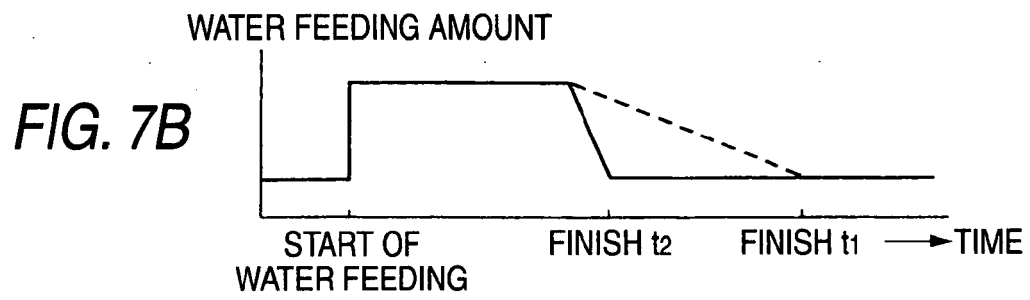 WATER FEEDING AMOUNT
FIG. 7B
START OF
WATER FEEDING
FINISH t2
FINISH t1
TIME